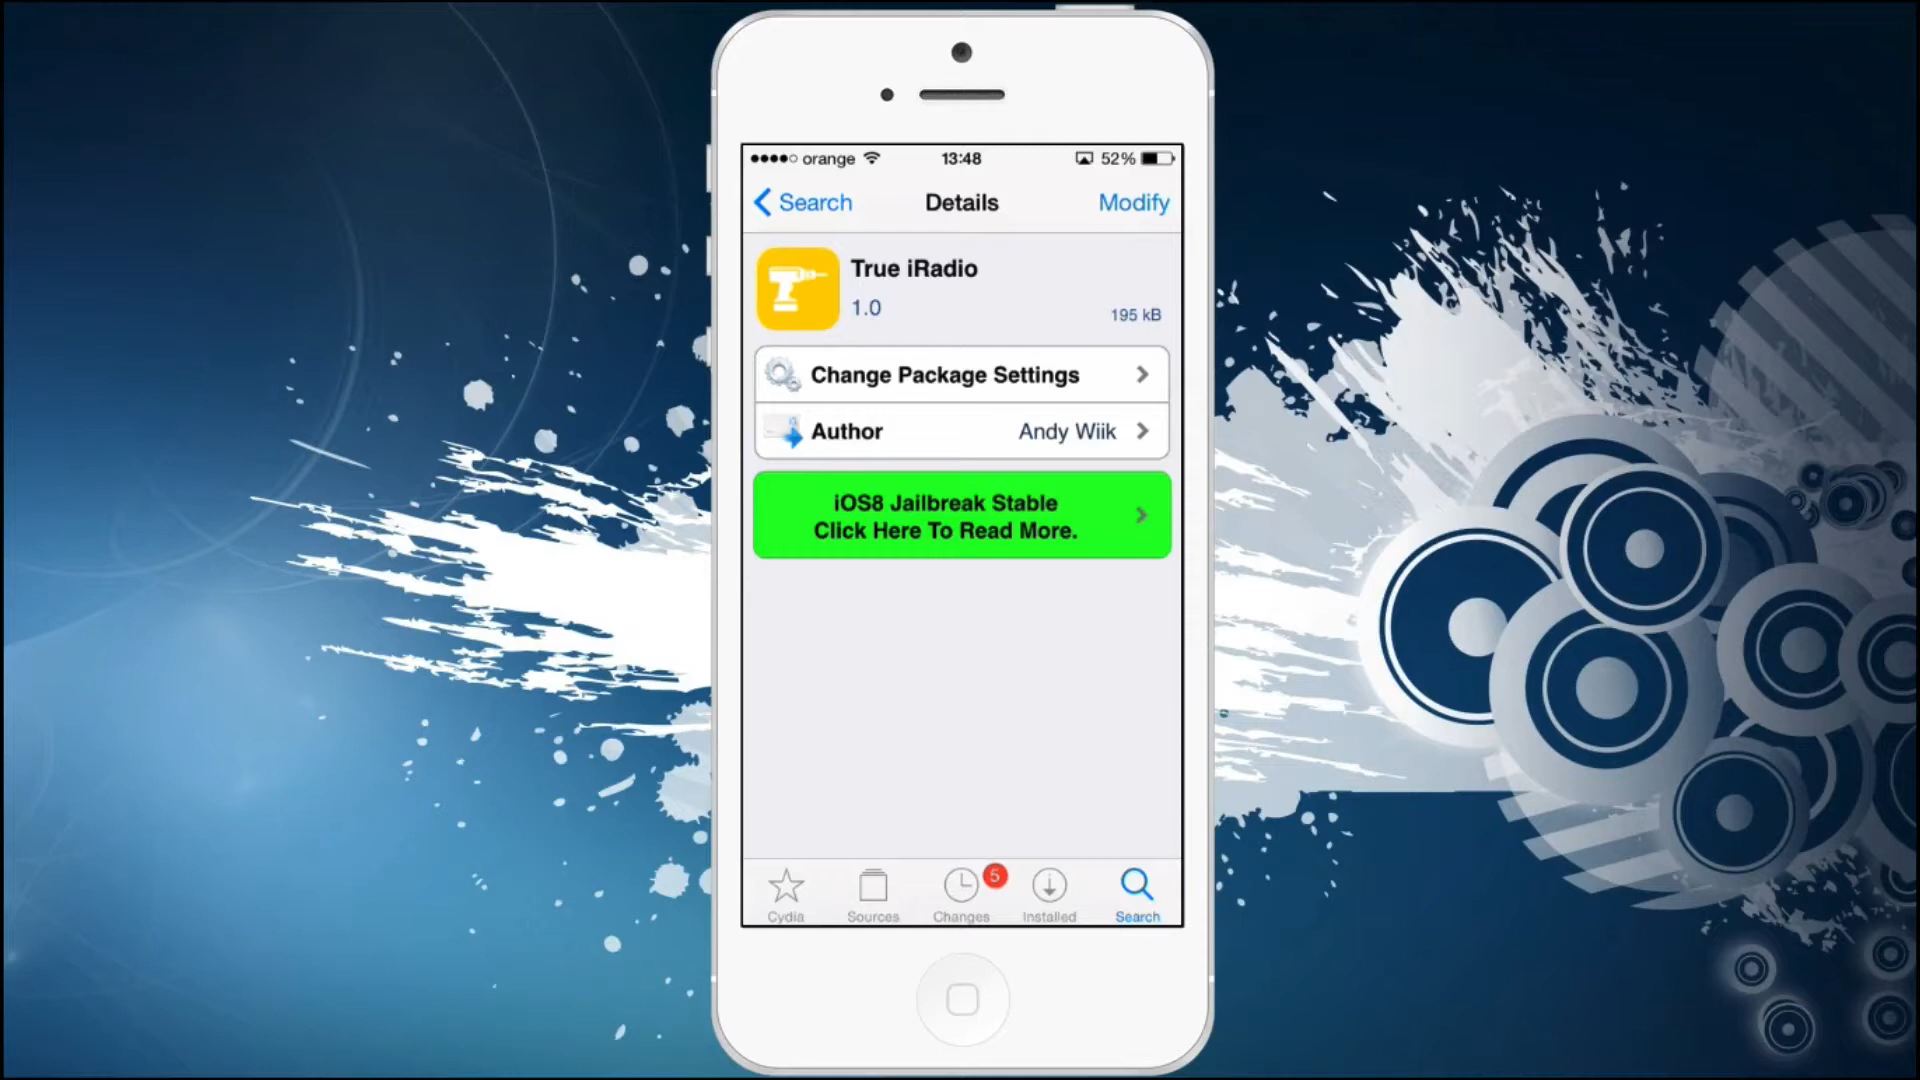 orange 13:48 52%
Search Details Modify
True iRadio
1.0
195 kB
Change Package Settings
Author Andy Wiik
iOS8 Jailbreak Stable
Click Here To Read More.
5
Cydia Sources Changes Installed Search